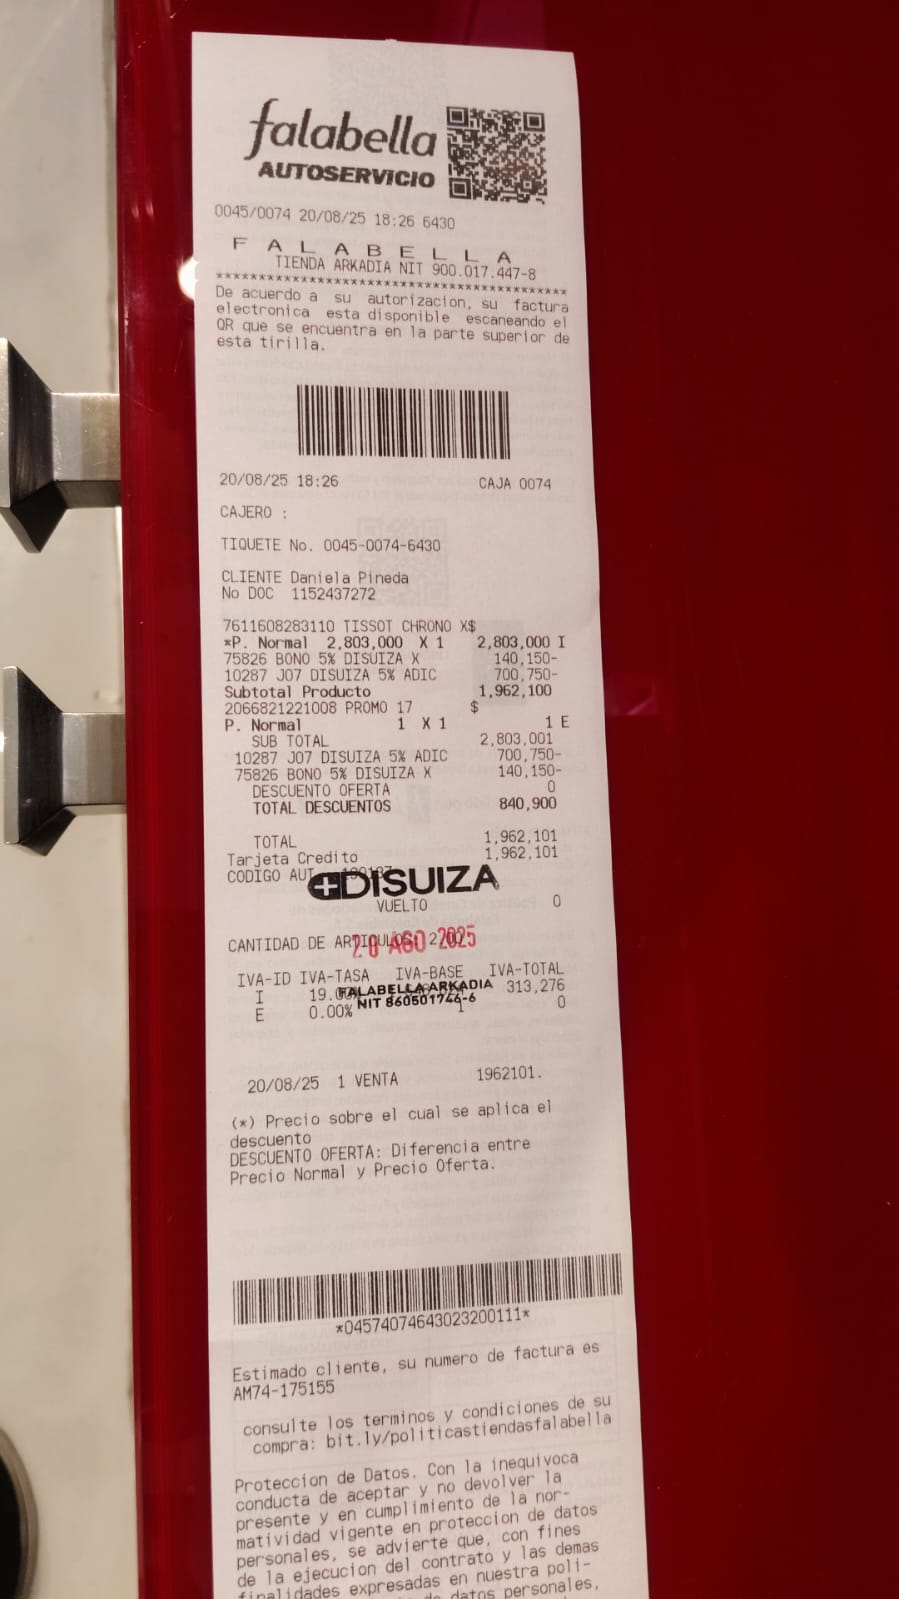 falabella
AUTOSERVICIO
0045/0074 20/08/25 18:26 6430
F A L A B E L L A
TIENDA ARKADIA NIT 900.017.447-8
******************************************
De acuerdo a su autorizacion, su factura
electronica esta disponible escaneando el
QR que se encuentra en la parte superior de
esta tirilla.
20/08/25 18:26 CAJA 0074
CAJERO :
TIQUETE No. 0045-0074-6430
CLIENTE Daniela Pineda
No DOC 1152437272
7611608283110 TISSOT CHRONO X$
*P. Normal 2,803,000 X 1 2,803,000 I
75826 BONO 5% DISUIZA X 140,150-
10287 J07 DISUIZA 5% ADIC 700,750-
Subtotal Producto 1,962,100
2066821221008 PROMO 17 $
P. Normal 1 X 1 1 E
SUB TOTAL 2,803,001
10287 J07 DISUIZA 5% ADIC 700,750-
75826 BONO 5% DISUIZA X 140,150-
DESCUENTO OFERTA 0
TOTAL DESCUENTOS 840,900
TOTAL 1,962,101
Tarjeta Credito 1,962,101
CODIGO AUT
DISUIZA
VUELTO 0
CANTIDAD DE ARTICULOS: 2
20 AGO 2025
IVA-ID IVA-TASA IVA-BASE IVA-TOTAL
I 19.00% 313,276
FALABELLA ARKADIA
NIT 860501746-6
E 0.00% 1 0
20/08/25 1 VENTA 1962101.
(*) Precio sobre el cual se aplica el
descuento
DESCUENTO OFERTA: Diferencia entre
Precio Normal y Precio Oferta.
*04574074643023200111*
Estimado cliente, su numero de factura es
AM74-175155
consulte los terminos y condiciones de su
compra: bit.ly/politicastiendasfalabella
Proteccion de Datos. Con la inequivoca
conducta de aceptar y no devolver la
presente y en cumplimiento de la nor-
matividad vigente en proteccion de datos
personales, se advierte que, con fines
de la ejecucion del contrato y las demas
finalidades expresadas en nuestra poli-
de datos personales,